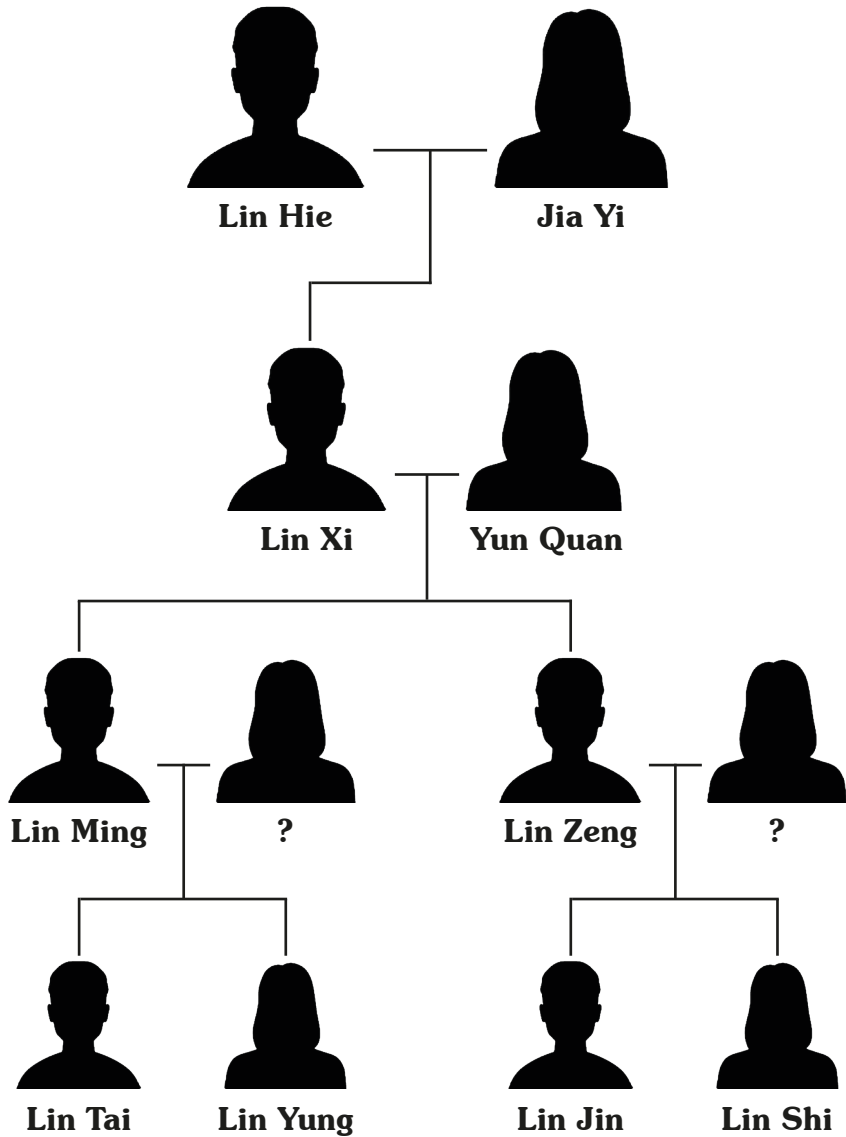 Lin Hie
Jia Yi
Lin Xi
Yun Quan
Lin Ming
?
Lin Zeng
?
Lin Tai
Lin Yung
Lin Jin
Lin Shi